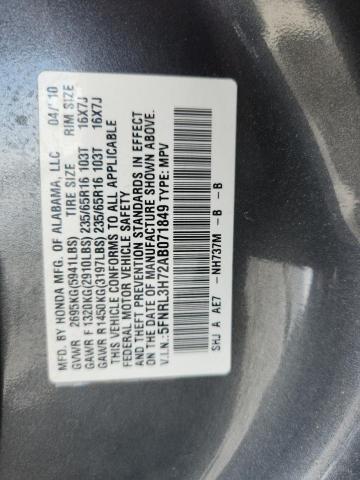 MFD. BY HONDA MFG. OF ALABAMA, LLC. 04/10
GVWR 2695KG(5941LBS) TIRE SIZE RIM SIZE
GAWR F 1320KG(2910LBS) 235/65R16 103T 16X7J
GAWR R 1450KG(3197LBS) 235/65R16 103T 16X7J
THIS VEHICLE CONFORMS TO ALL APPLICABLE
FEDERAL MOTOR VEHICLE SAFETY
AND THEFT PREVENTION STANDARDS IN EFFECT
ON THE DATE OF MANUFACTURE SHOWN ABOVE.
V.I.N.: 5FNRL3H72AB071849 TYPE: MPV
SHJ A AE7 - NH737M - B - B